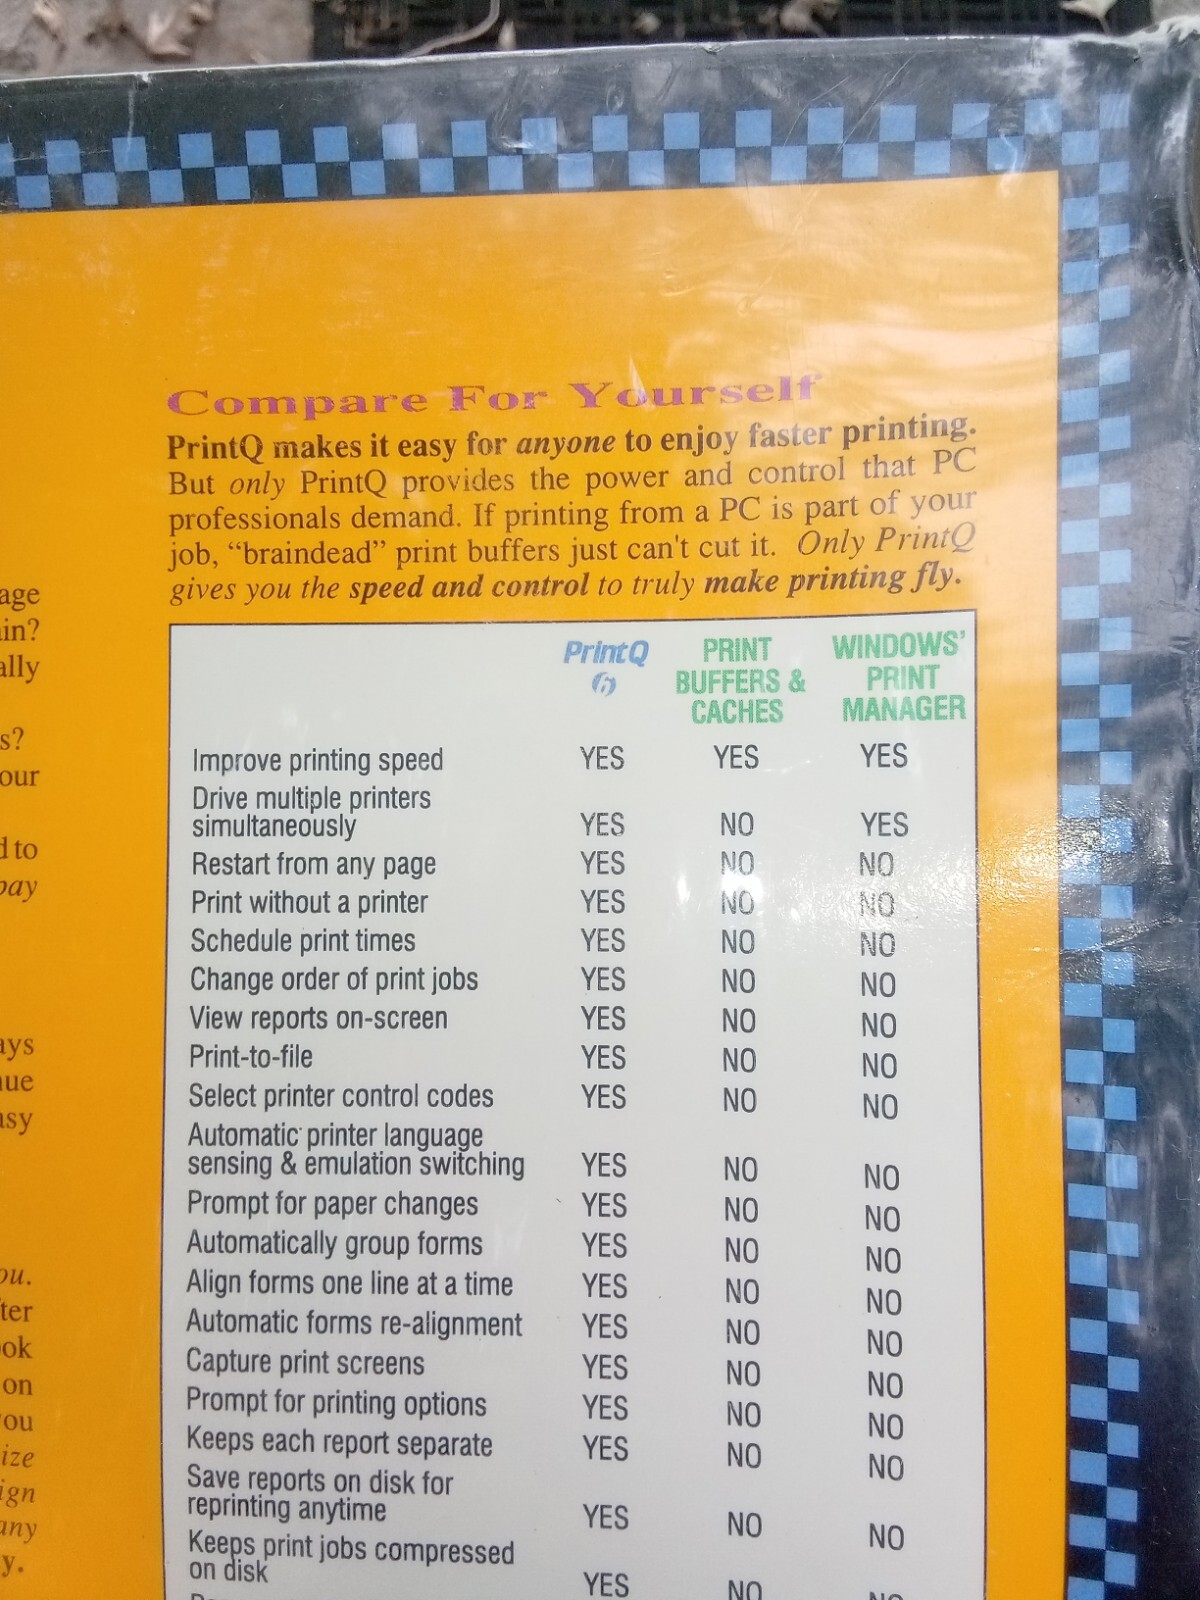 Compare For Yourself
PrintQ makes it easy for anyone to enjoy faster printing.
But only PrintQ provides the power and control that PC
professionals demand. If printing from a PC is part of your
job, “braindead” print buffers just can't cut it. Only PrintQ
gives you the speed and control to truly make printing fly.
PrintQ PRINT BUFFERS & CACHES WINDOWS’ PRINT MANAGER
Improve printing speed YES YES YES
Drive multiple printers
simultaneously YES NO YES
Restart from any page YES NO NO
Print without a printer YES NO NO
Schedule print times YES NO NO
Change order of print jobs YES NO NO
View reports on-screen YES NO NO
Print-to-file YES NO NO
Select printer control codes YES NO NO
Automatic printer language
sensing & emulation switching YES NO NO
Prompt for paper changes YES NO NO
Automatically group forms YES NO NO
Align forms one line at a time YES NO NO
Automatic forms re-alignment YES NO NO
Capture print screens YES NO NO
Prompt for printing options YES NO NO
Keeps each report separate YES NO NO
Save reports on disk for
reprinting anytime YES NO NO
Keeps print jobs compressed
on disk YES NO NO